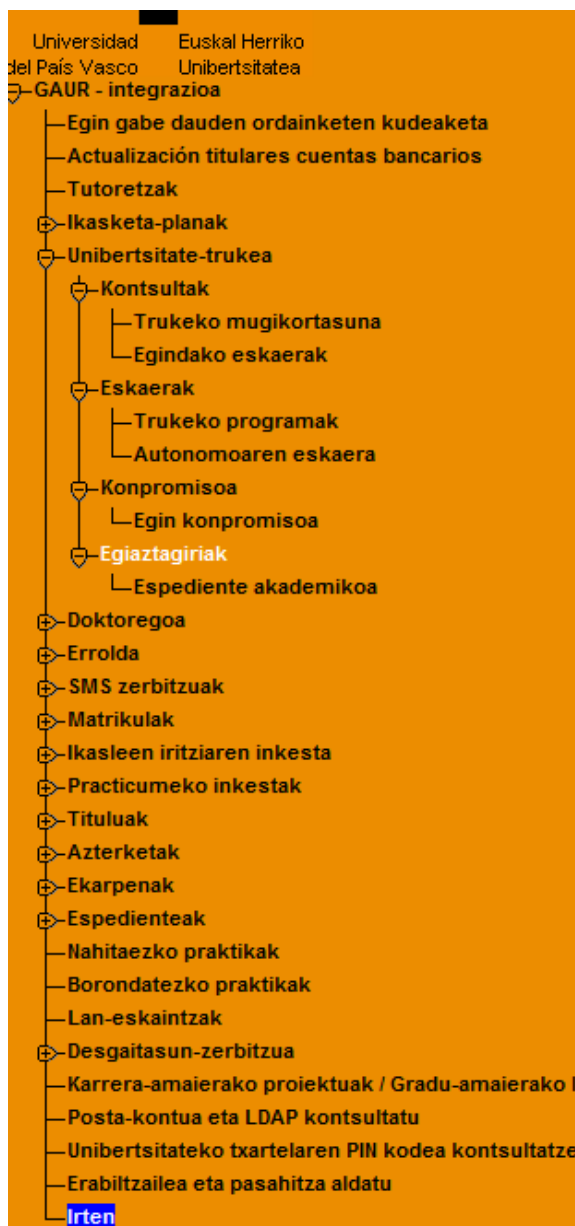 Universidad Euskal Herriko
del País Vasco Unibertsitatea
GAUR - integrazioa
Egin gabe dauden ordainketen kudeaketa
Actualización titulares cuentas bancarios
Tutoretzak
Ikasketa-planak
Unibertsitate-trukea
Kontsultak
Trukeko mugikortasuna
Egindako eskaerak
Eskaerak
Trukeko programak
Autonomoaren eskaera
Konpromisoa
Egin konpromisoa
Egiaztagiriak
Espediente akademikoa
Doktoregoa
Errolda
SMS zerbitzuak
Matrikulak
Ikasleen iritziaren inkesta
Practicumeko inkestak
Tituluak
Azterketak
Ekarpenak
Espedienteak
Nahitaezko praktikak
Borondatezko praktikak
Lan-eskaintzak
Desgaitasun-zerbitzua
Karrera-amaierako proiektuak / Gradu-amaierako
Posta-kontua eta LDAP kontsultatu
Unibertsitateko txartelaren PIN kodea kontsultatze
Erabiltzailea eta pasahitza aldatu
Irten